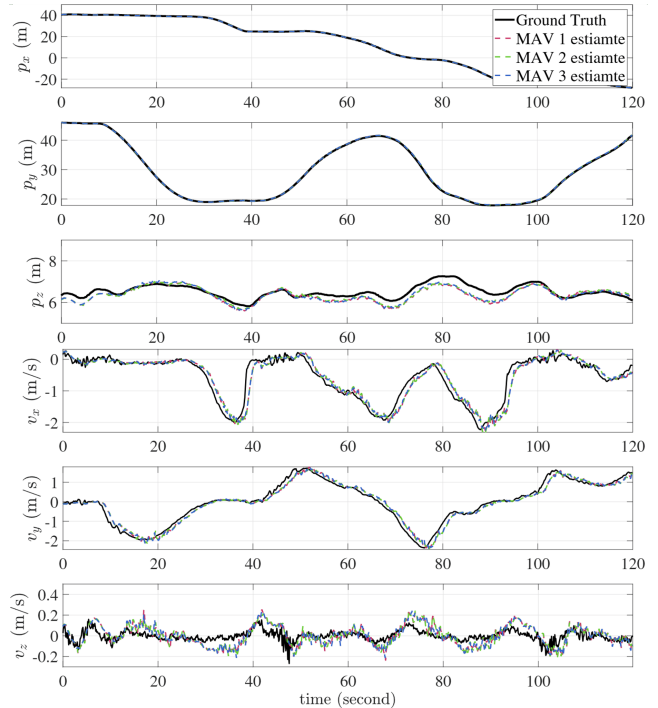 40
20
0
-20
p_x (m)
Ground Truth
MAV 1 estiamte
MAV 2 estiamte
MAV 3 estiamte
0 20 40 60 80 100 120
40
30
20
p_y (m)
0 20 40 60 80 100 120
8
6
p_z (m)
0 20 40 60 80 100 120
0
-1
-2
v_x (m/s)
0 20 40 60 80 100 120
1
0
-1
-2
v_y (m/s)
0 20 40 60 80 100 120
0.4
0.2
0
-0.2
v_z (m/s)
0 20 40 60 80 100 120
time (second)